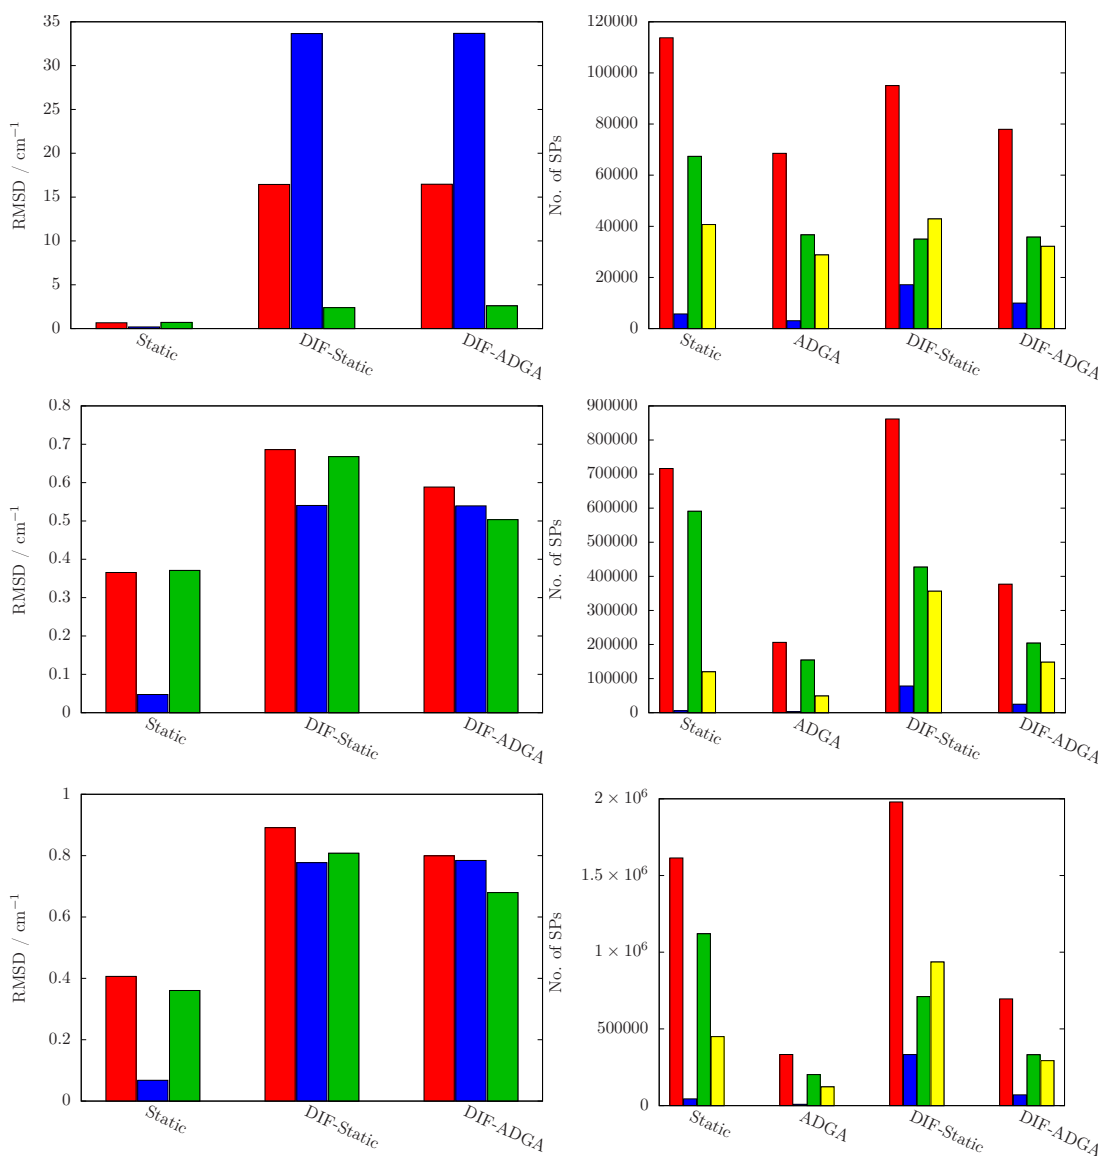 35
30
25
20
15
10
5
0
RMSD / cm⁻¹
Static
DIF-Static
DIF-ADGA
120000
100000
80000
60000
40000
20000
0
No. of SPs
Static
ADGA
DIF-Static
DIF-ADGA
0.8
0.7
0.6
0.5
0.4
0.3
0.2
0.1
0
RMSD / cm⁻¹
Static
DIF-Static
DIF-ADGA
900000
800000
700000
600000
500000
400000
300000
200000
100000
0
No. of SPs
Static
ADGA
DIF-Static
DIF-ADGA
1
0.8
0.6
0.4
0.2
0
RMSD / cm⁻¹
Static
DIF-Static
DIF-ADGA
2 × 10⁶
1.5 × 10⁶
1 × 10⁶
500000
0
No. of SPs
Static
ADGA
DIF-Static
DIF-ADGA